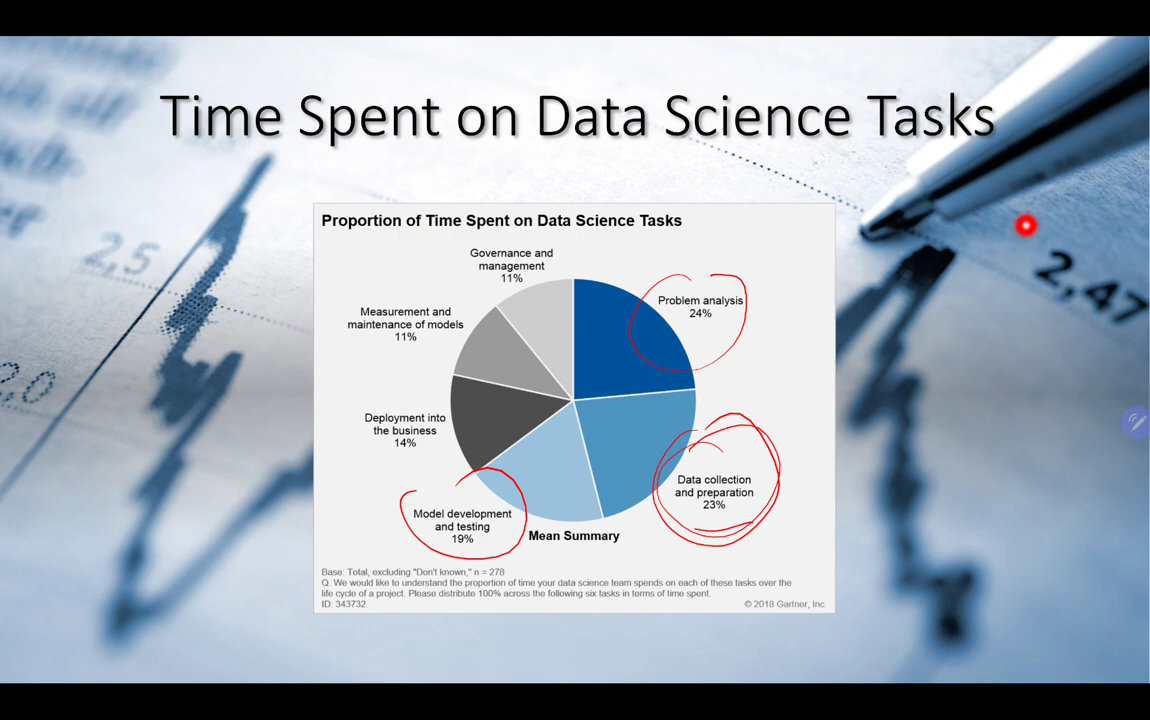 Time Spent on Data Science Tasks
Proportion of Time Spent on Data Science Tasks
Governance and
management
11%
Problem analysis
24%
Measurement and
maintenance of models
11%
Deployment into
the business
14%
Data collection
and preparation
23%
Model development
and testing
19%
Mean Summary
Base: Total, excluding "Don't known," n = 278
Q. We would like to understand the proportion of time your data science team spends on each of these tasks over the
life cycle of a project. Please distribute 100% across the following six tasks in terms of time spent.
ID: 343732
© 2018 Gartner, Inc.
2,5
2,47